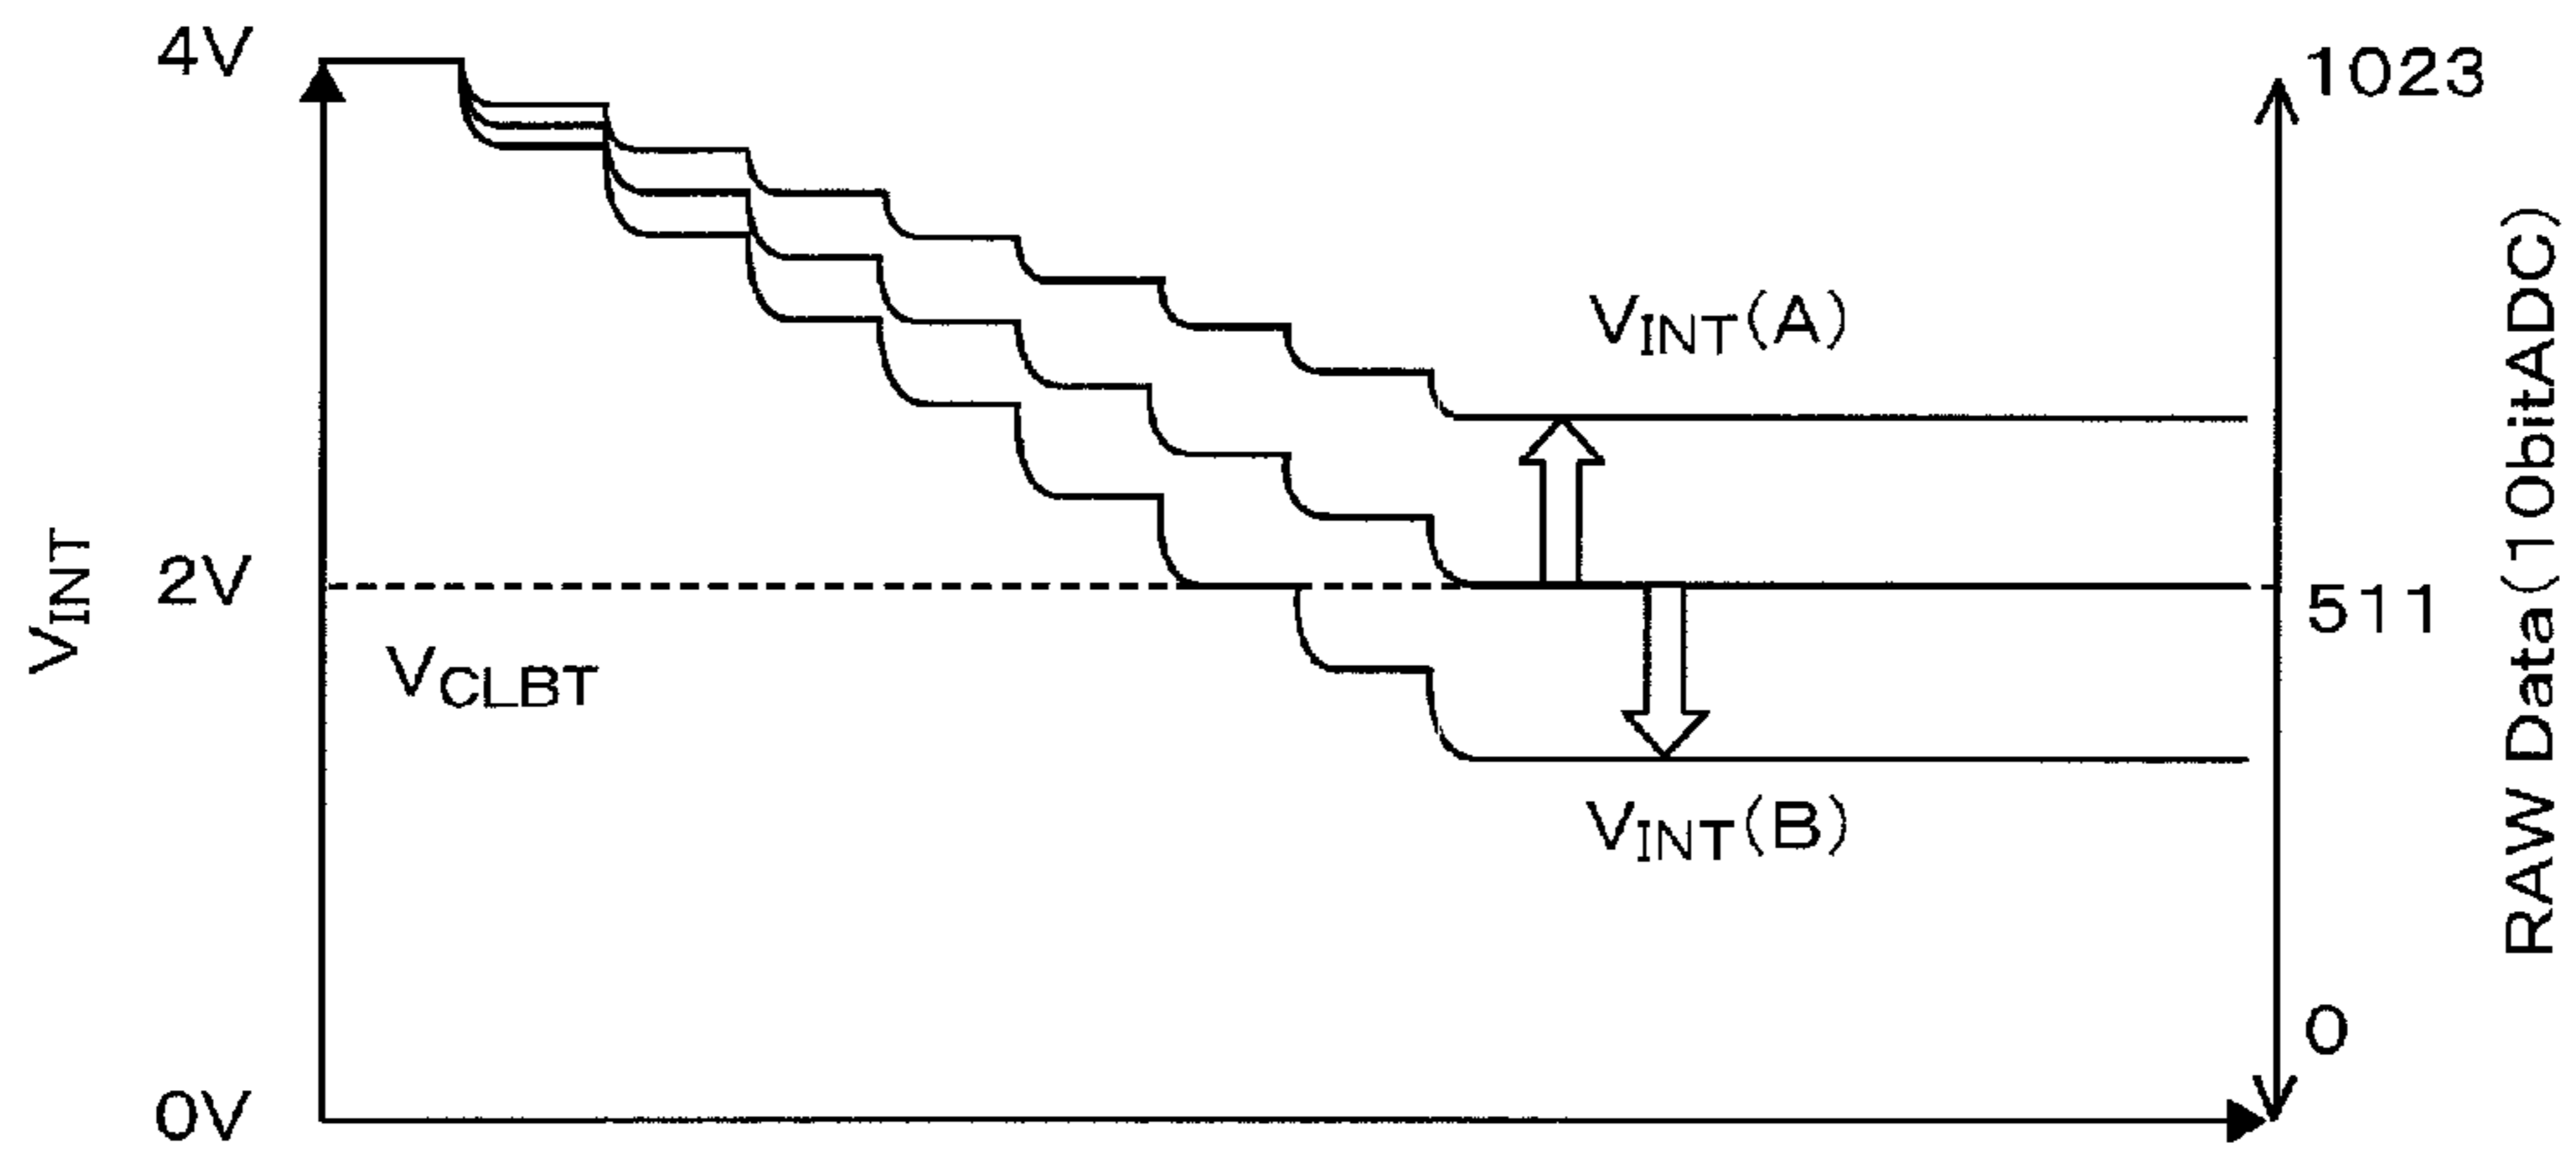 4V
1023
VINT(A)
VINT
2V
511
VCLBT
VINT(B)
0
0V
RAW Data(10bitADC)